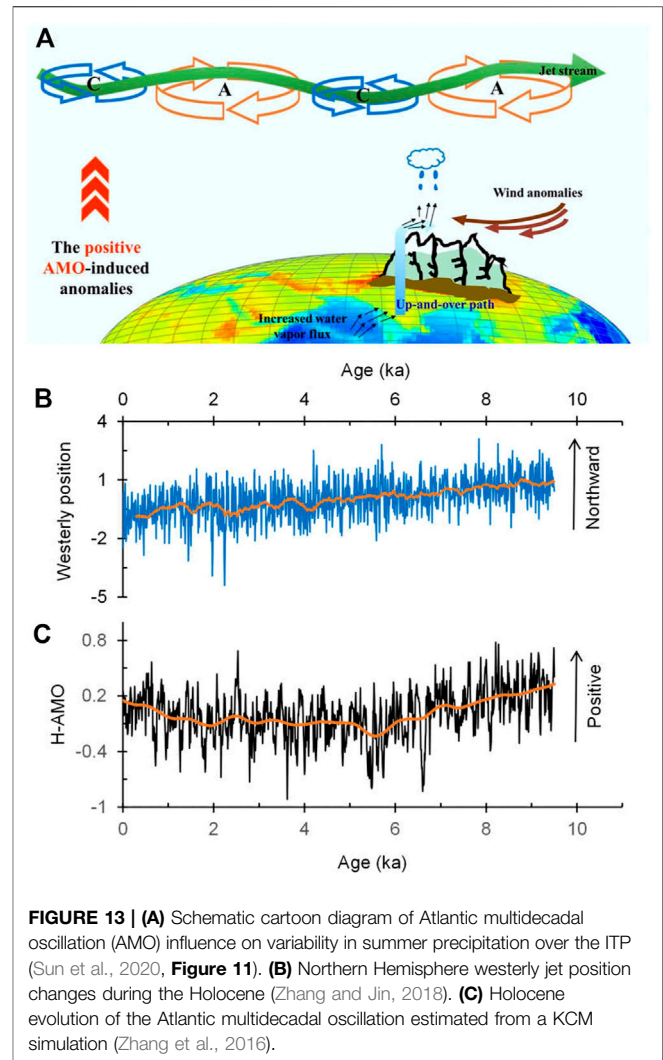 A
Jet stream
C
A
C
A
Wind anomalies
The positive
AMO-induced
anomalies
Up-and-over path
Increased water
vapor flux
Age (ka)
B
0 2 4 6 8 10
4
1
-2
-5
Westerly position
Northward
C
0.8
0.2
-0.4
-1
H-AMO
Positive
0 2 4 6 8 10
Age (ka)
FIGURE 13 | (A) Schematic cartoon diagram of Atlantic multidecadal
oscillation (AMO) influence on variability in summer precipitation over the ITP
(Sun et al., 2020, Figure 11). (B) Northern Hemisphere westerly jet position
changes during the Holocene (Zhang and Jin, 2018). (C) Holocene
evolution of the Atlantic multidecadal oscillation estimated from a KCM
simulation (Zhang et al., 2016).